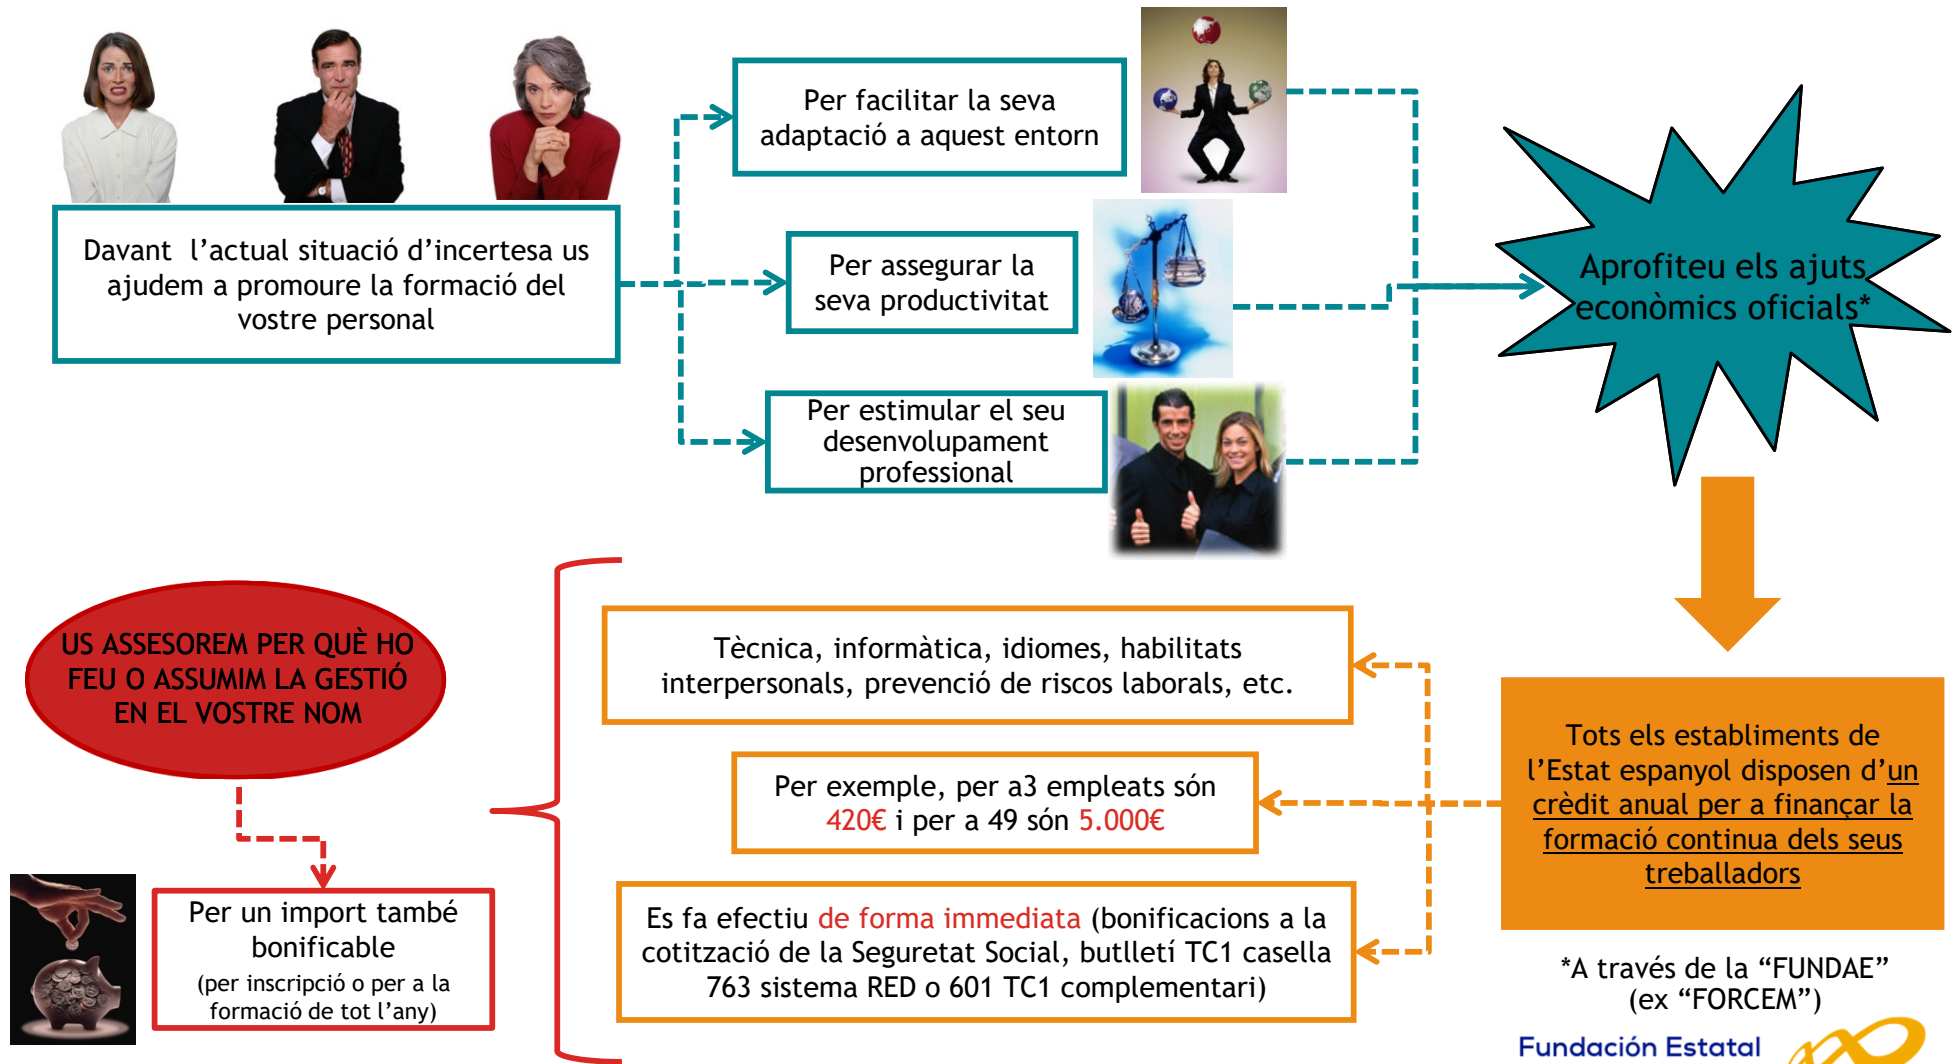 Davant l’actual situació d’incertesa us
ajudem a promoure la formació del
vostre personal
Per facilitar la seva
adaptació a aquest entorn
Per assegurar la
seva productivitat
Per estimular el seu
desenvolupament
professional
Aprofiteu els ajuts
econòmics oficials*
Tots els establiments de
l’Estat espanyol disposen d’un
crèdit anual per a finançar la
formació continua dels seus
treballadors
*A través de la “FUNDAE”
(ex “FORCEM”)
Fundación Estatal
Tècnica, informàtica, idiomes, habilitats
interpersonals, prevenció de riscos laborals, etc.
Per exemple, per a3 empleats són
420€ i per a 49 són 5.000€
Es fa efectiu de forma immediata (bonificacions a la
cotització de la Seguretat Social, butlletí TC1 casella
763 sistema RED o 601 TC1 complementari)
US ASSESOREM PER QUÈ HO
FEU O ASSUMIM LA GESTIÓ
EN EL VOSTRE NOM
Per un import també
bonificable
(per inscripció o per a la
formació de tot l’any)